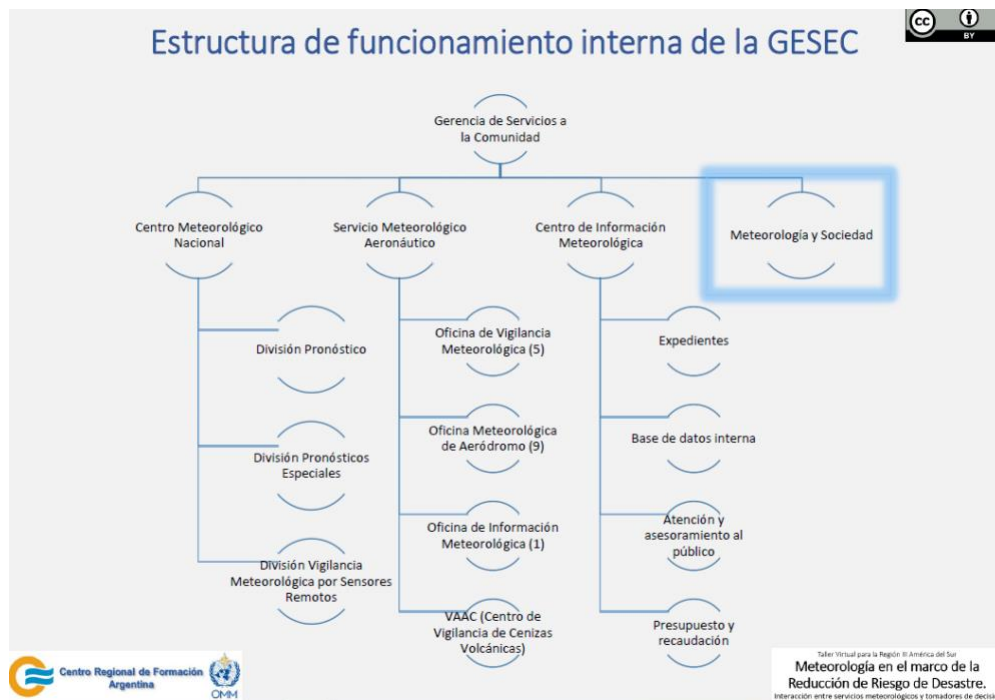 Estructura de funcionamiento interna de la GESEC
cc
BY
Gerencia de Servicios a
la Comunidad
Centro Meteorológico
Nacional
Servicio Meteorológico
Aeronáutico
Centro de Información
Meteorológica
Meteorología y Sociedad
División Pronóstico
División Pronósticos
Especiales
División Vigilancia
Meteorológica por Sensores
Remotos
Oficina de Vigilancia
Meteorológica (5)
Oficina Meteorológica
de Aeródromo (9)
Oficina de Información
Meteorológica (1)
VAAC (Centro de
Vigilancia de Cenizas
Volcánicas)
Expedientes
Base de datos interna
Atención y
asesoramiento al
público
Presupuesto y
recaudación
Centro Regional de Formación
Argentina
OMM
Taller Virtual para la Región III América del Sur
Meteorología en el marco de la
Reducción de Riesgo de Desastre.
Interacción entre servicios meteorológicos y tomadores de decisi